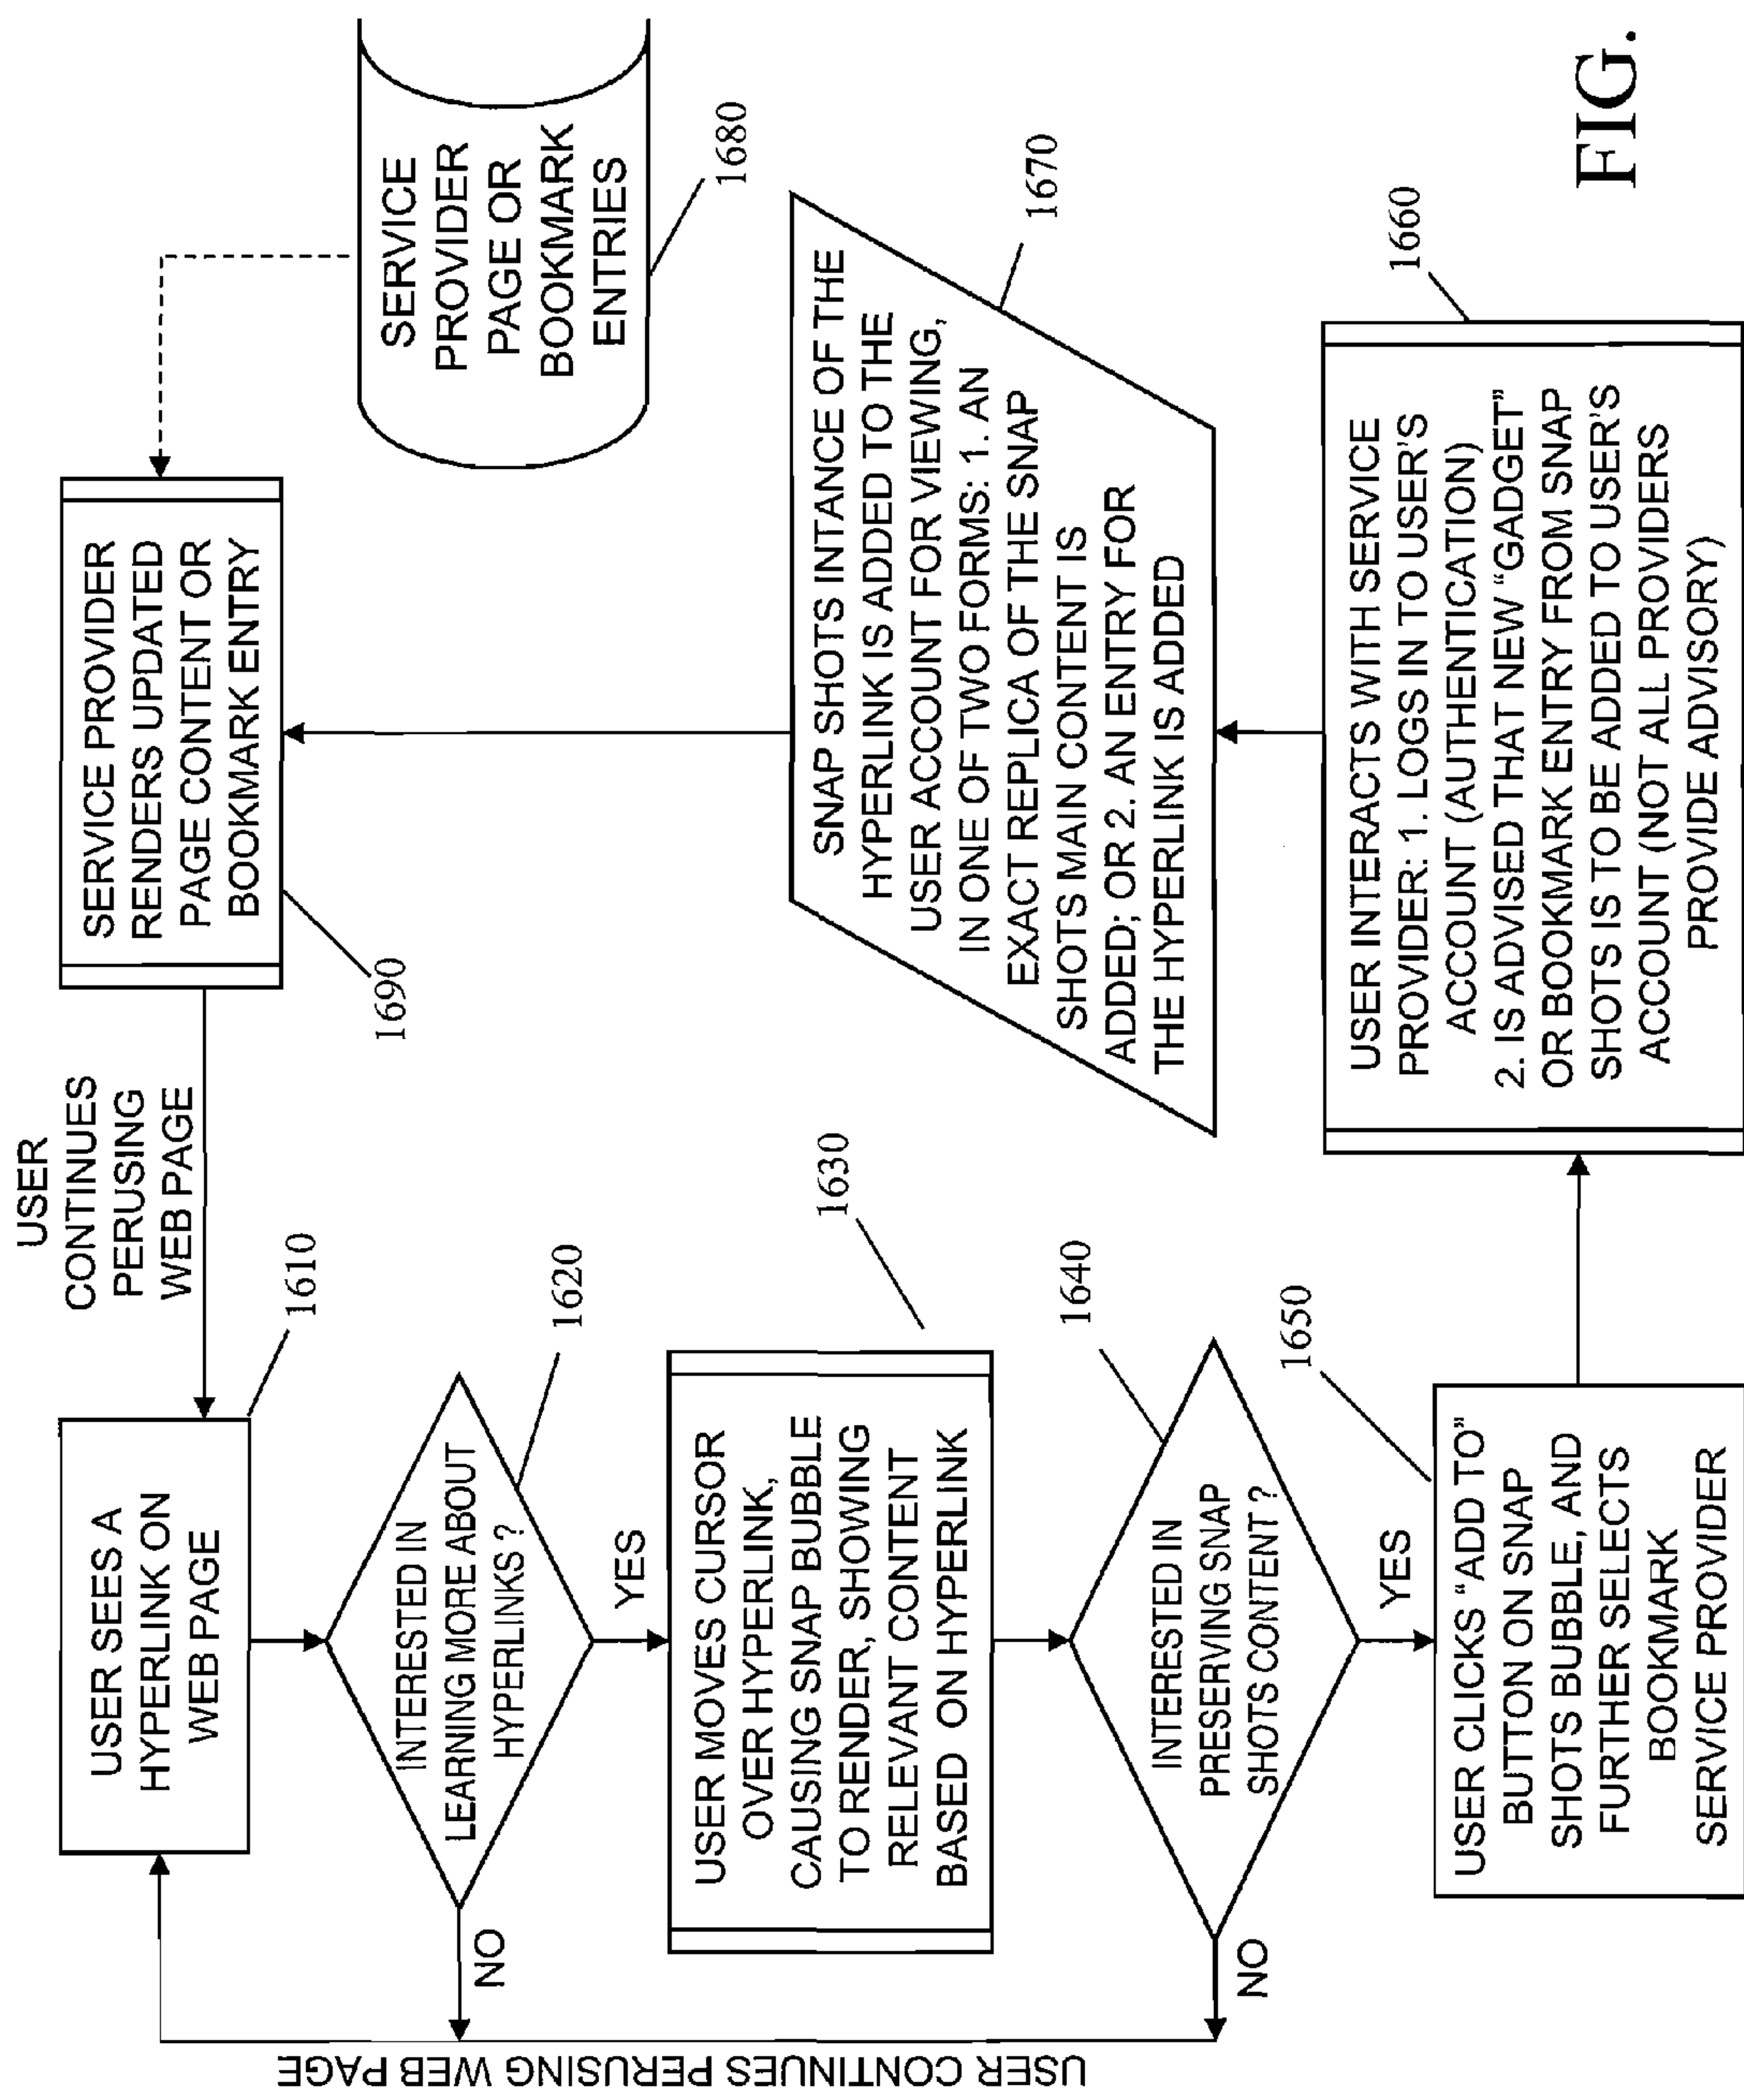 USER SEES A
HYPERLINK ON
WEB PAGE
1610
INTERESTED IN
LEARNING MORE ABOUT
HYPERLINKS ?
1620
NO
YES
USER MOVES CURSOR
OVER HYPERLINK,
CAUSING SNAP BUBBLE
TO RENDER, SHOWING
RELEVANT CONTENT
BASED ON HYPERLINK
1630
INTERESTED IN
PRESERVING SNAP
SHOTS CONTENT ?
1640
NO
YES
USER CONTINUES PERUSING WEB PAGE
USER CLICKS “ADD TO”
BUTTON ON SNAP
SHOTS BUBBLE, AND
FURTHER SELECTS
BOOKMARK
SERVICE PROVIDER
1650
USER INTERACTS WITH SERVICE
PROVIDER: 1. LOGS IN TO USER'S
ACCOUNT (AUTHENTICATION)
2. IS ADVISED THAT NEW “GADGET”
OR BOOKMARK ENTRY FROM SNAP
SHOTS IS TO BE ADDED TO USER'S
ACCOUNT (NOT ALL PROVIDERS
PROVIDE ADVISORY)
1660
SNAP SHOTS INTANCE OF THE
HYPERLINK IS ADDED TO THE
USER ACCOUNT FOR VIEWING,
IN ONE OF TWO FORMS: 1. AN
EXACT REPLICA OF THE SNAP
SHOTS MAIN CONTENT IS
ADDED; OR 2. AN ENTRY FOR
THE HYPERLINK IS ADDED
1670
SERVICE
PROVIDER
PAGE OR
BOOKMARK
ENTRIES
1680
SERVICE PROVIDER
RENDERS UPDATED
PAGE CONTENT OR
BOOKMARK ENTRY
1690
USER
CONTINUES
PERUSING
WEB PAGE
FIG.